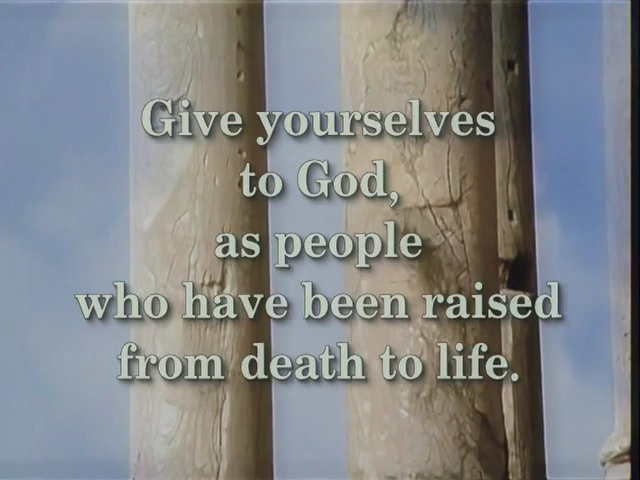 Give yourselves
to God,
as people
who have been raised
from death to life.